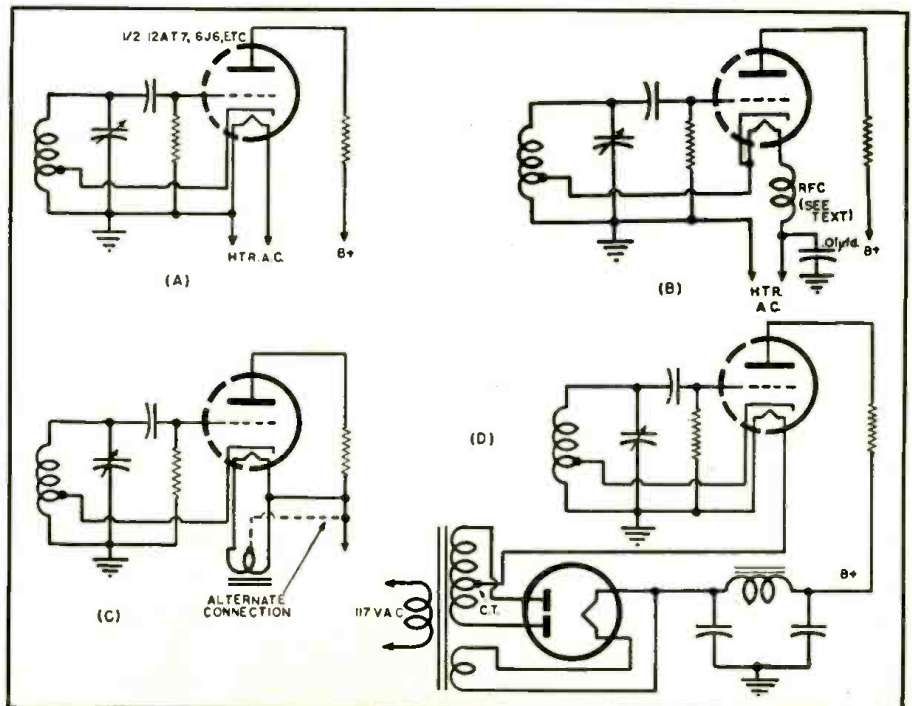 1/2 12AT7, 6J6, ETC
HTR. A.C.
B+
(A)
RFC
(SEE
TEXT)
.01µfd.
B+
HTR.
A.C.
(B)
ALTERNATE
CONNECTION
(C)
(D)
117 V.A.C.
C.T.
B+